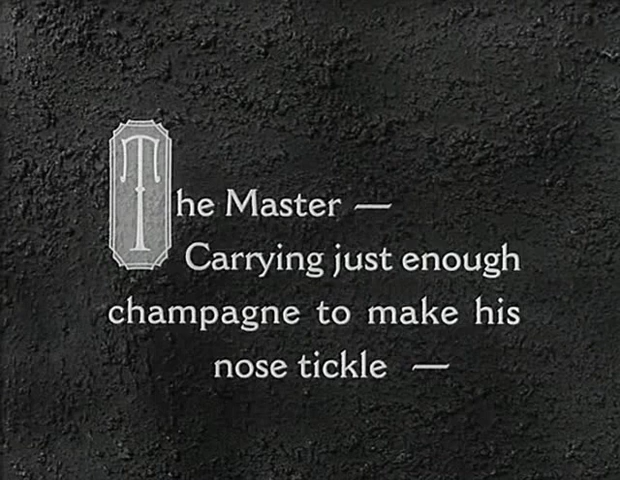 The Master —
Carrying just enough
champagne to make his
nose tickle —